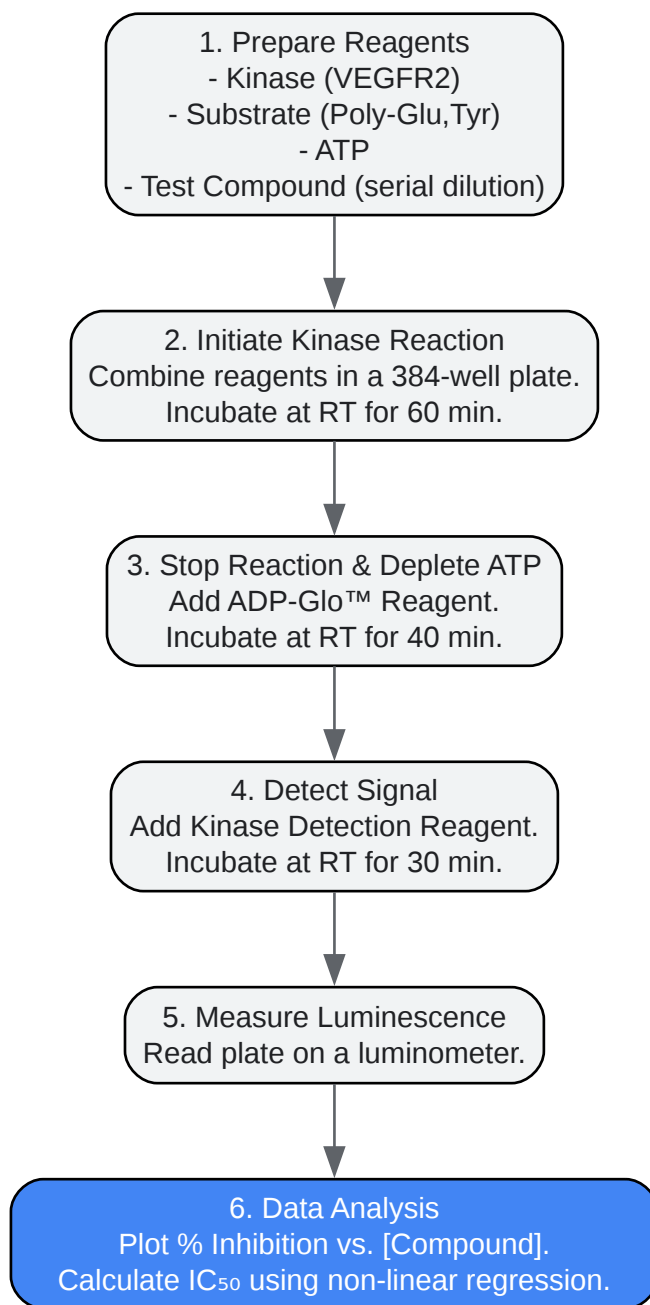 1. Prepare Reagents
- Kinase (VEGFR2)
- Substrate (Poly-Glu,Tyr)
- ATP
- Test Compound (serial dilution)
2. Initiate Kinase Reaction
Combine reagents in a 384-well plate.
Incubate at RT for 60 min.
3. Stop Reaction & Deplete ATP
Add ADP-Glo™ Reagent.
Incubate at RT for 40 min.
4. Detect Signal
Add Kinase Detection Reagent.
Incubate at RT for 30 min.
5. Measure Luminescence
Read plate on a luminometer.
6. Data Analysis
Plot % Inhibition vs. [Compound].
Calculate IC₅₀ using non-linear regression.